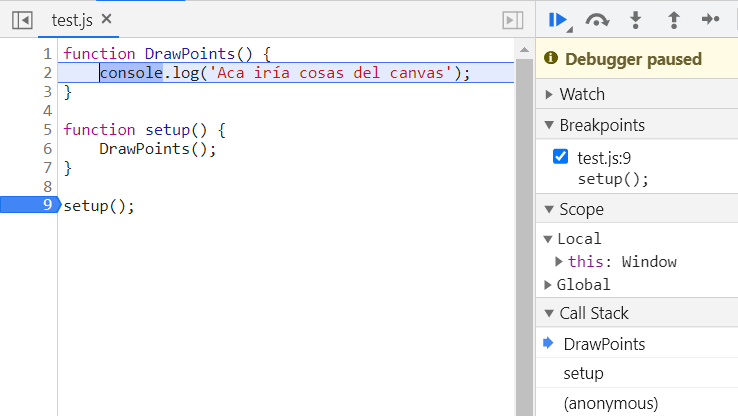 test.js ×
1 function DrawPoints() {
2 console.log('Aca iría cosas del canvas');
3 }
4
5 function setup() {
6 DrawPoints();
7 }
8
9 setup();
Debugger paused
Watch
Breakpoints
test.js:9
setup();
Scope
Local
this: Window
Global
Call Stack
DrawPoints
setup
(anonymous)